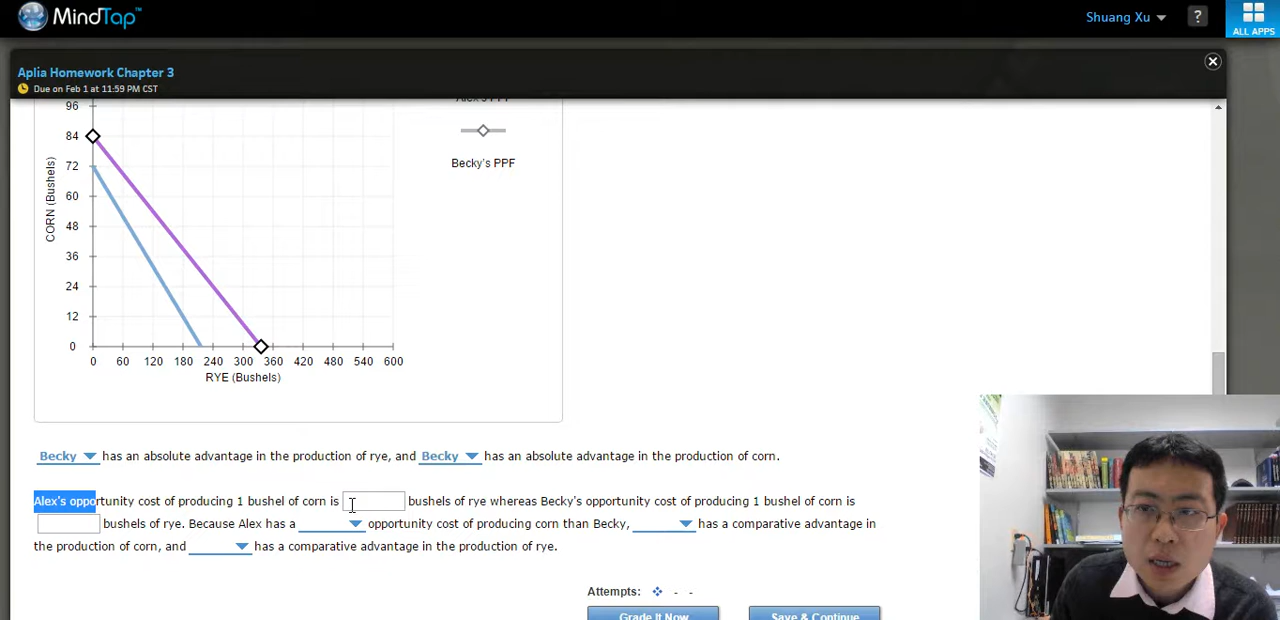 MindTap™
Shuang Xu
?
ALL APPS
Aplia Homework Chapter 3
Due on Feb 1 at 11:59 PM CST
Alex's PPF
96
84
72
60
48
36
24
12
0
CORN (Bushels)
Becky's PPF
0 60 120 180 240 300 360 420 480 540 600
RYE (Bushels)
Becky has an absolute advantage in the production of rye, and Becky has an absolute advantage in the production of corn.
Alex's opportunity cost of producing 1 bushel of corn is bushels of rye whereas Becky's opportunity cost of producing 1 bushel of corn is
bushels of rye. Because Alex has a opportunity cost of producing corn than Becky, has a comparative advantage in
the production of corn, and has a comparative advantage in the production of rye.
Attempts: - -
Grade It Now Save & Continue